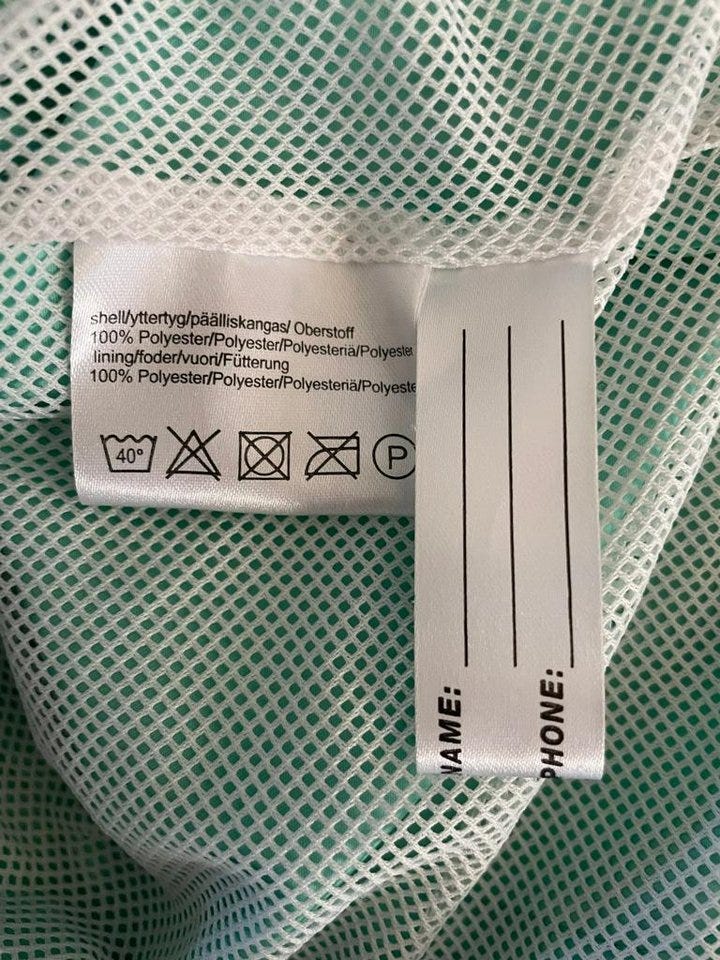 shell/yttertyg/päälliskangas/ Oberstoff
100% Polyester/Polyester/Polyesteriä/Polyester
lining/foder/vuori/Fütterung
100% Polyester/Polyester/Polyesteriä/Polyeste
40°
P
NAME:
PHONE: